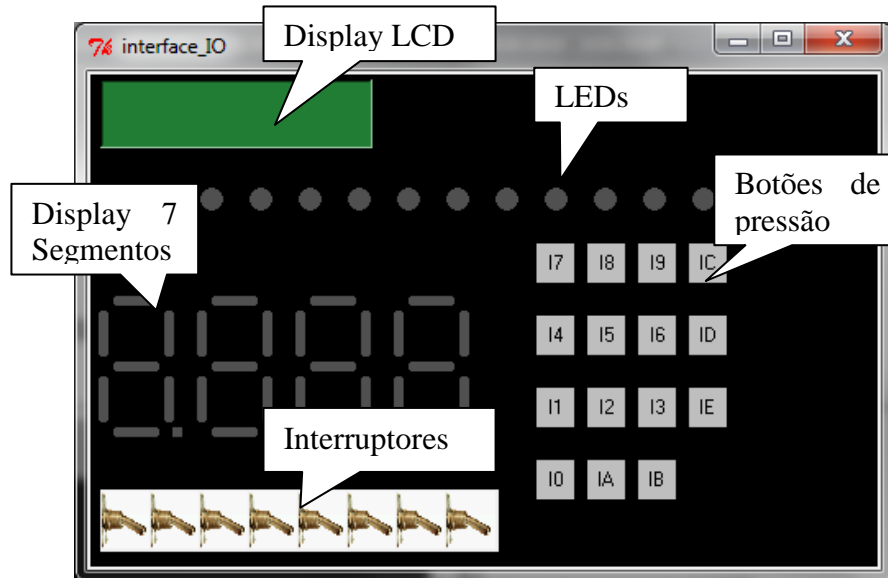 interface_IO
Display LCD
LEDs
Botões de
pressão
Display 7
Segmentos
I7 I8 I9 IC
I4 I5 I6 ID
I1 I2 I3 IE
Interruptores
I0 IA IB